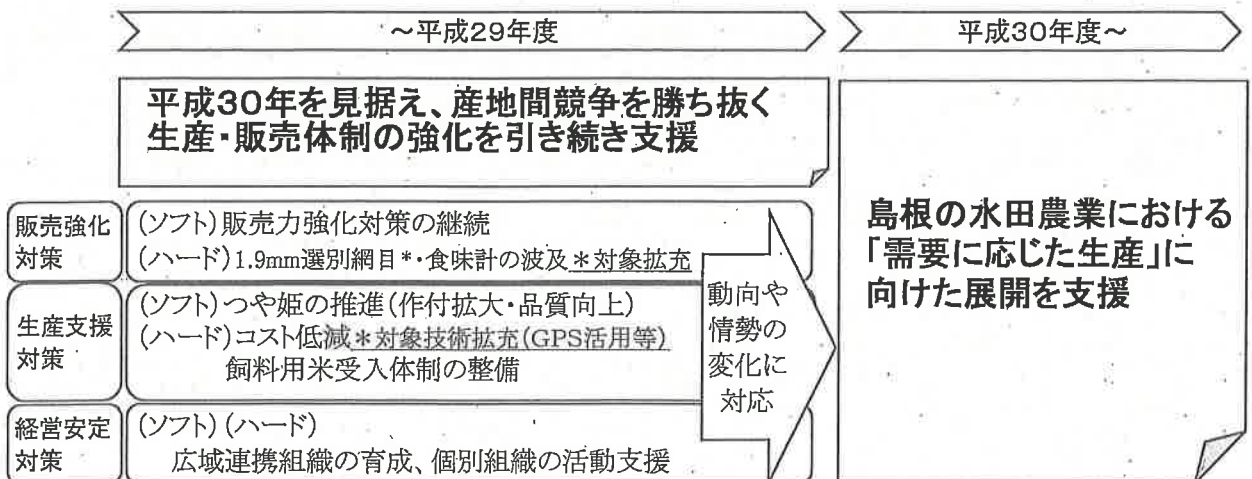 ～平成29年度
平成30年度～
平成30年を見据え、産地間競争を勝ち抜く
生産・販売体制の強化を引き続き支援
販売強化
対策
(ソフト)販売力強化対策の継続
(ハード)1.9mm選別網目*・食味計の波及＊対象拡充
生産支援
対策
(ソフト)つや姫の推進(作付拡大・品質向上)
(ハード)コスト低減＊対象技術拡充(GPS活用等)
飼料用米受入体制の整備
経営安定
対策
(ソフト)(ハード)
広域連携組織の育成、個別組織の活動支援
動向や
情勢の
変化に
対応
島根の水田農業における
「需要に応じた生産」に
向けた展開を支援